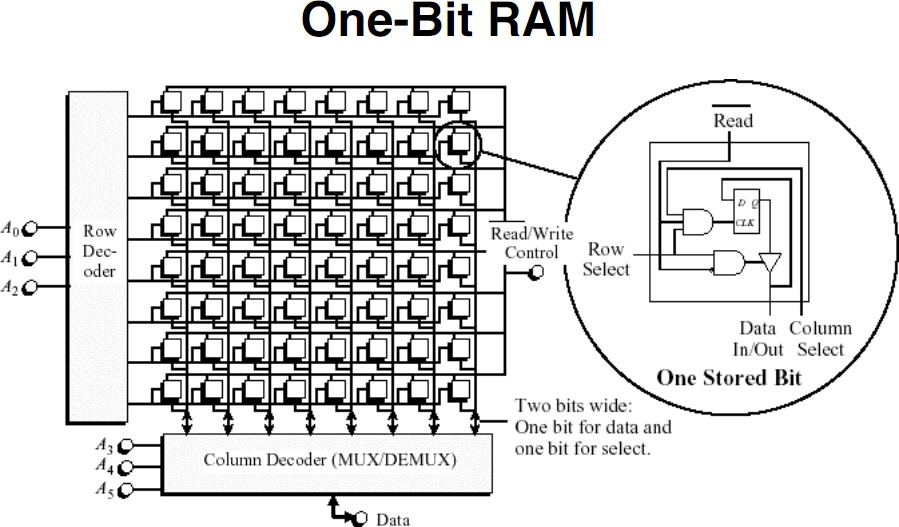 One-Bit RAM
Read
D Q
CLK
Row
Select
Data
In/Out
Column
Select
One Stored Bit
Read/Write
Control
Row
Dec-
oder
A0
A1
A2
Two bits wide:
One bit for data and
one bit for select.
A3
A4
A5
Column Decoder (MUX/DEMUX)
Data